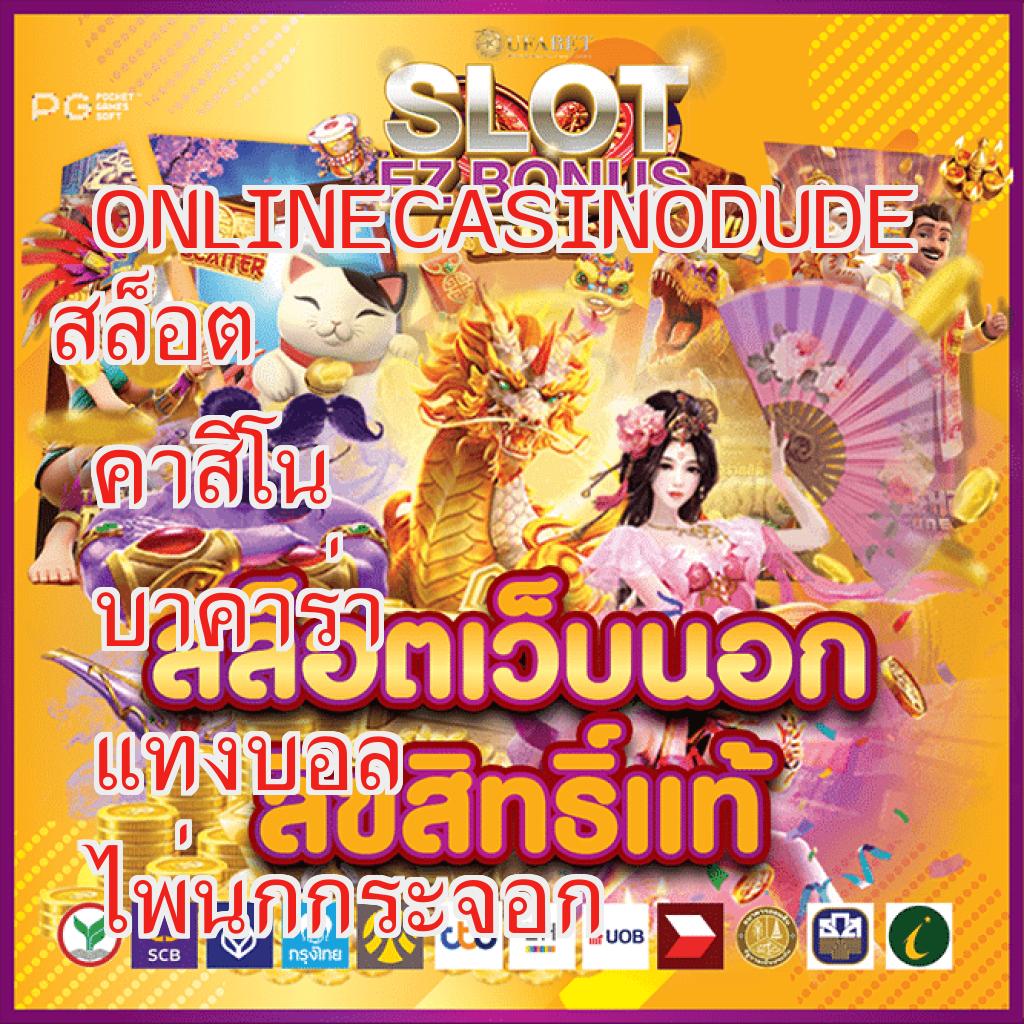 UFABET
PG POCKET GAMES SOFT
SLOT
EZ BONUS
ONLINECASINODUDE
สล็อต
คาสิโน
บาคาร่า
สล็อตเว็บนอก
แทงบอล
ลิขสิทธิ์แท้
ไพ่นกกระจอก
SCB
กรุงไทย
UOB